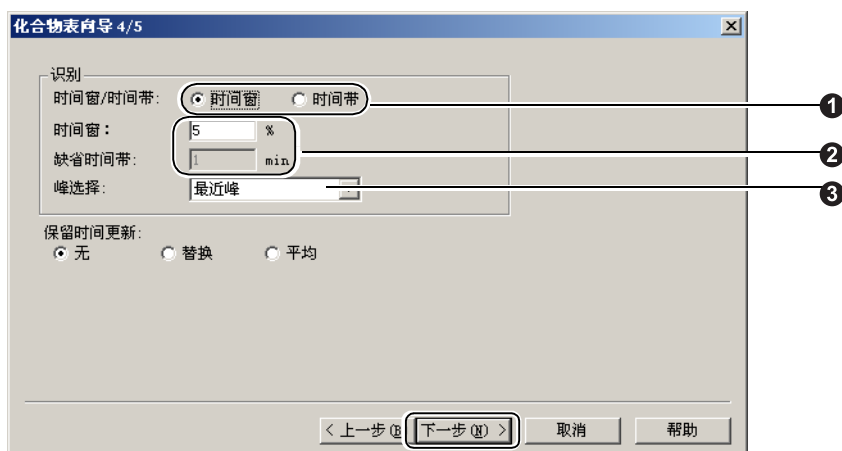 化合物表向导 4/5
识别
时间窗/时间带: 时间窗 时间带 1
时间窗: 5 %
缺省时间带: 1 min 2
峰选择: 最近峰 3
保留时间更新:
无 替换 平均
< 上一步(B 下一步(N) > 取消 帮助